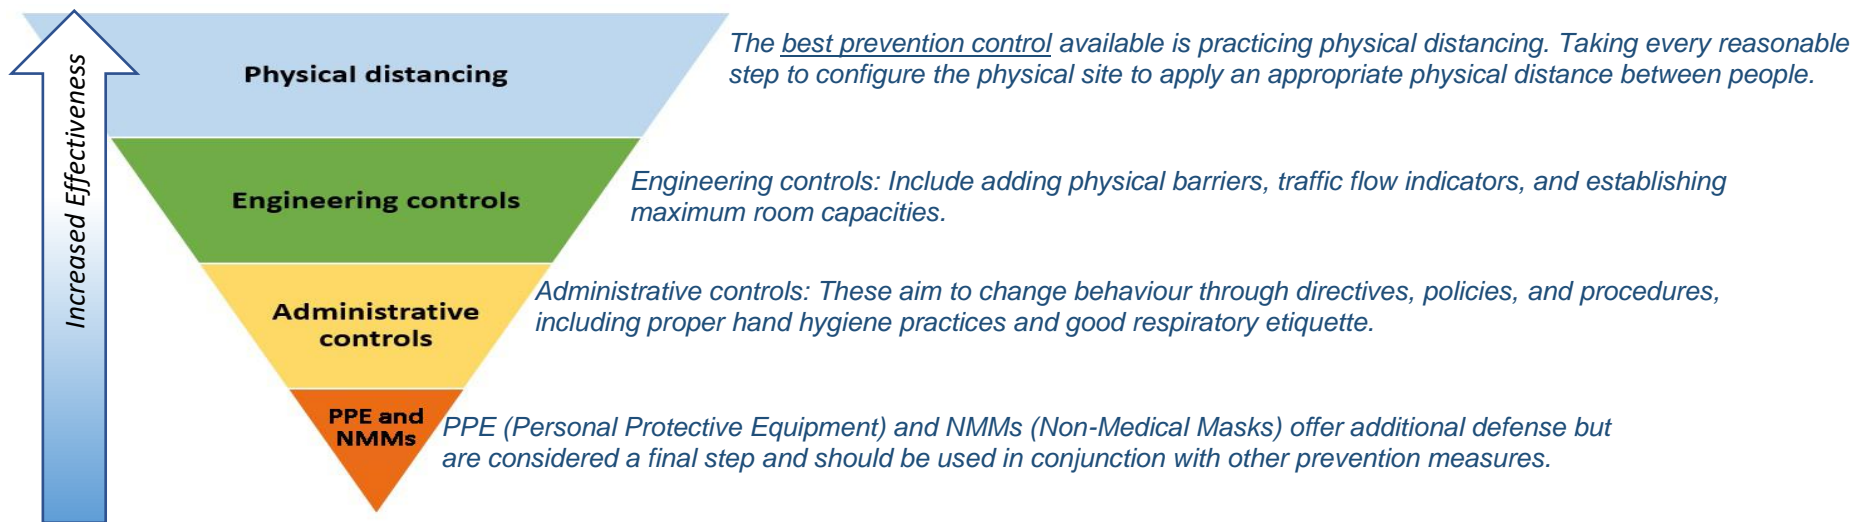 Increased Effectiveness
Physical distancing
The best prevention control available is practicing physical distancing. Taking every reasonable
step to configure the physical site to apply an appropriate physical distance between people.
Engineering controls
Engineering controls: Include adding physical barriers, traffic flow indicators, and establishing
maximum room capacities.
Administrative
controls
Administrative controls: These aim to change behaviour through directives, policies, and procedures,
including proper hand hygiene practices and good respiratory etiquette.
PPE and
NMMs
PPE (Personal Protective Equipment) and NMMs (Non-Medical Masks) offer additional defense but
are considered a final step and should be used in conjunction with other prevention measures.